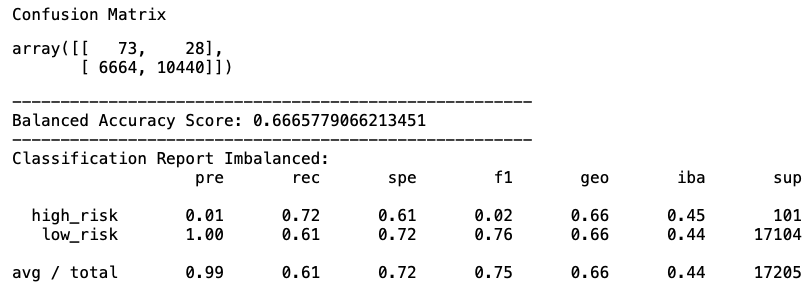 Confusion Matrix
array([[   73,    28],
       [ 6664, 10440]])
------------------------------------------------------
Balanced Accuracy Score: 0.6665779066213451
------------------------------------------------------
Classification Report Imbalanced:
                   pre       rec       spe        f1       geo       iba       sup
  high_risk       0.01      0.72      0.61      0.02      0.66      0.45       101
   low_risk       1.00      0.61      0.72      0.76      0.66      0.44     17104
avg / total       0.99      0.61      0.72      0.75      0.66      0.44     17205